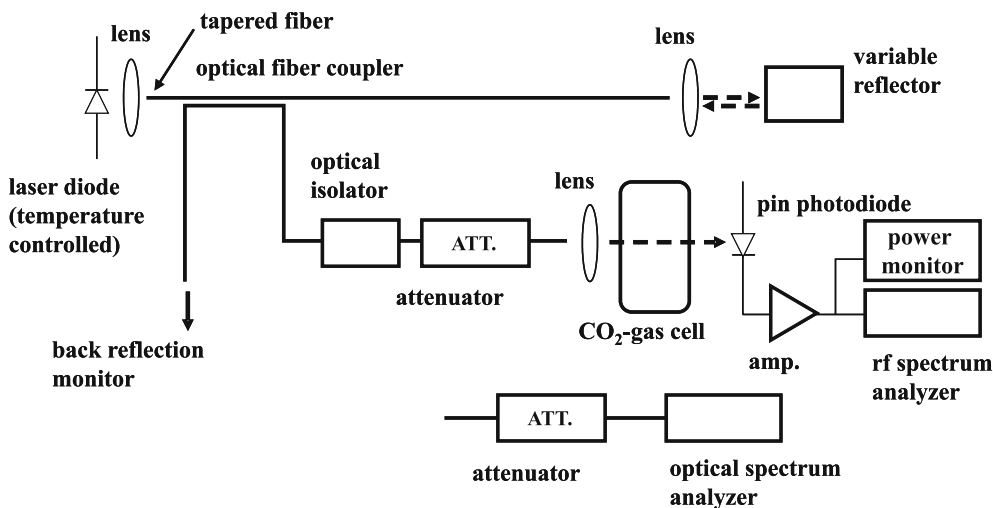 lens
tapered fiber
optical fiber coupler
lens
variable
reflector
laser diode
(temperature
controlled)
optical
isolator
ATT.
attenuator
lens
CO₂-gas cell
pin photodiode
power
monitor
amp.
rf spectrum
analyzer
back reflection
monitor
ATT.
attenuator
optical spectrum
analyzer